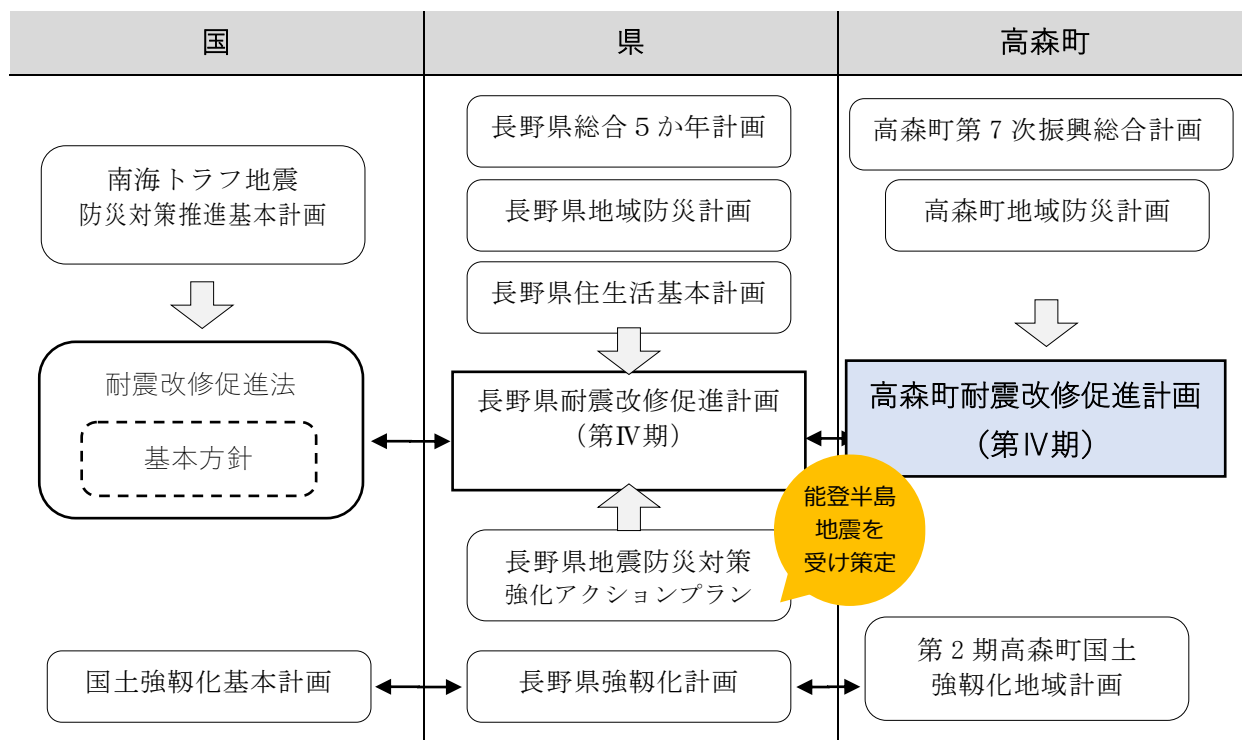 国
県
高森町
南海トラフ地震
防災対策推進基本計画
耐震改修促進法
基本方針
国土強靱化基本計画
長野県総合５か年計画
長野県地域防災計画
長野県住生活基本計画
長野県耐震改修促進計画
（第Ⅳ期）
長野県地震防災対策
強化アクションプラン
能登半島
地震を
受け策定
長野県強靱化計画
高森町第７次振興総合計画
高森町地域防災計画
高森町耐震改修促進計画
（第Ⅳ期）
第２期高森町国土
強靱化地域計画